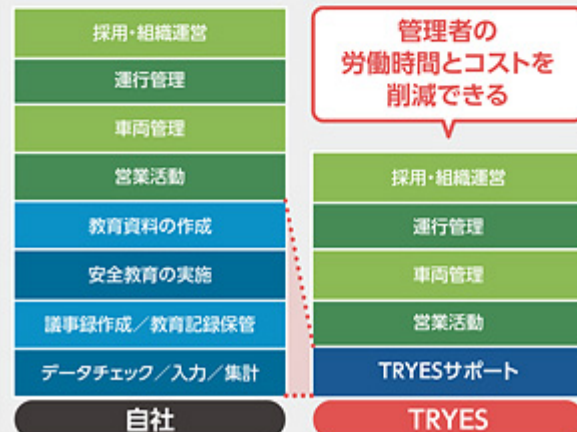 採用・組織運営
運行管理
車両管理
営業活動
教育資料の作成
安全教育の実施
議事録作成／教育記録保管
データチェック／入力／集計
自社
管理者の
労働時間とコストを
削減できる
採用・組織運営
運行管理
車両管理
営業活動
TRYESサポート
TRYES